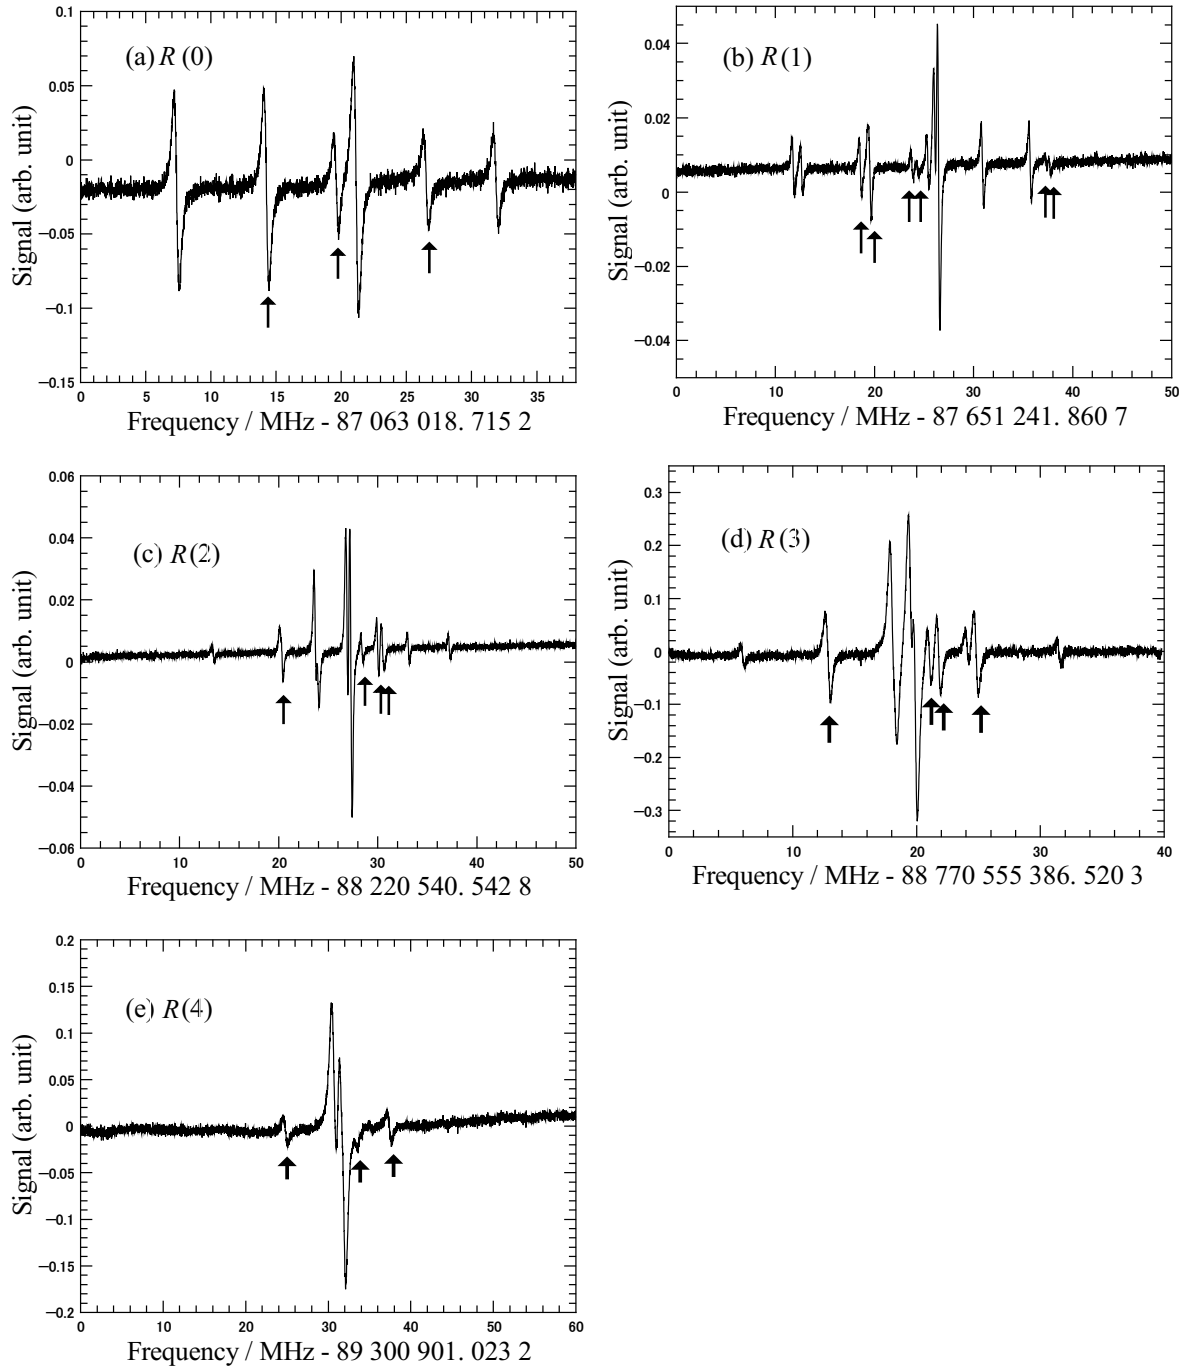 (a) R(0)
Signal (arb. unit)
0.1
0.05
0
−0.05
−0.1
−0.15
0 5 10 15 20 25 30 35
Frequency / MHz - 87 063 018. 715 2
(b) R(1)
Signal (arb. unit)
0.04
0.02
0
−0.02
−0.04
0 10 20 30 40 50
Frequency / MHz - 87 651 241. 860 7
(c) R(2)
Signal (arb. unit)
0.06
0.04
0.02
0
−0.02
−0.04
−0.06
0 10 20 30 40 50
Frequency / MHz - 88 220 540. 542 8
(d) R(3)
Signal (arb. unit)
0.3
0.2
0.1
0
−0.1
−0.2
−0.3
0 10 20 30 40
Frequency / MHz - 88 770 555 386. 520 3
(e) R(4)
Signal (arb. unit)
0.2
0.15
0.1
0.05
0
−0.05
−0.1
−0.15
−0.2
0 10 20 30 40 50 60
Frequency / MHz - 89 300 901. 023 2